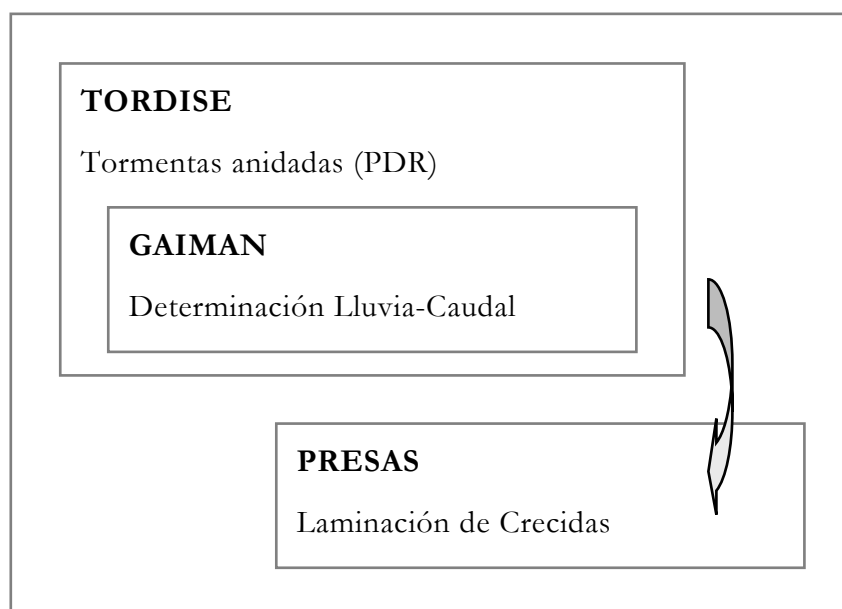 TORDISE
Tormentas anidadas (PDR)
GAIMAN
Determinación Lluvia-Caudal
PRESAS
Laminación de Crecidas